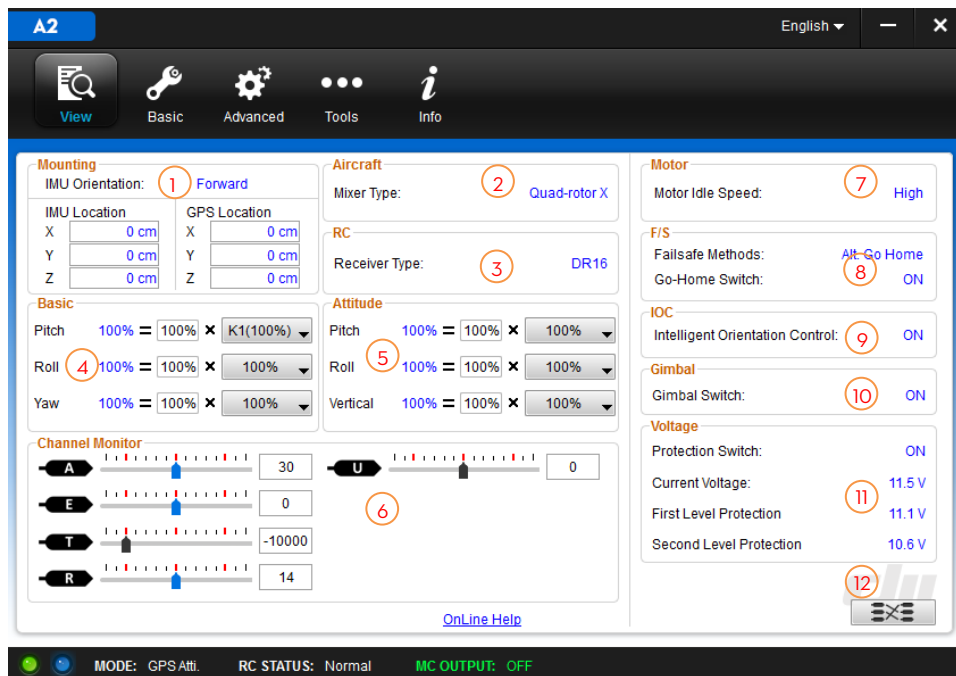 A2
English
View Basic Advanced Tools Info
Mounting
IMU Orientation: 1 Forward
IMU Location GPS Location
X 0 cm X 0 cm
Y 0 cm Y 0 cm
Z 0 cm Z 0 cm
Aircraft
Mixer Type: 2 Quad-rotor X
RC
Receiver Type: 3 DR16
Basic
Pitch 100% = 100% × K1(100%)
Roll 4 100% = 100% × 100%
Yaw 100% = 100% × 100%
Attitude
Pitch 100% = 100% × 100%
Roll 5 100% = 100% × 100%
Vertical 100% = 100% × 100%
Channel Monitor
A 30
E 0
T -10000
R 14
U 0
6
OnLine Help
Motor
Motor Idle Speed: 7 High
F/S
Failsafe Methods: Alt. Go Home
Go-Home Switch: 8 ON
IOC
Intelligent Orientation Control: 9 ON
Gimbal
Gimbal Switch: 10 ON
Voltage
Protection Switch: ON
Current Voltage: 11.5 V
11
First Level Protection 11.1 V
Second Level Protection 10.6 V
12
MODE: GPS Atti. RC STATUS: Normal MC OUTPUT: OFF